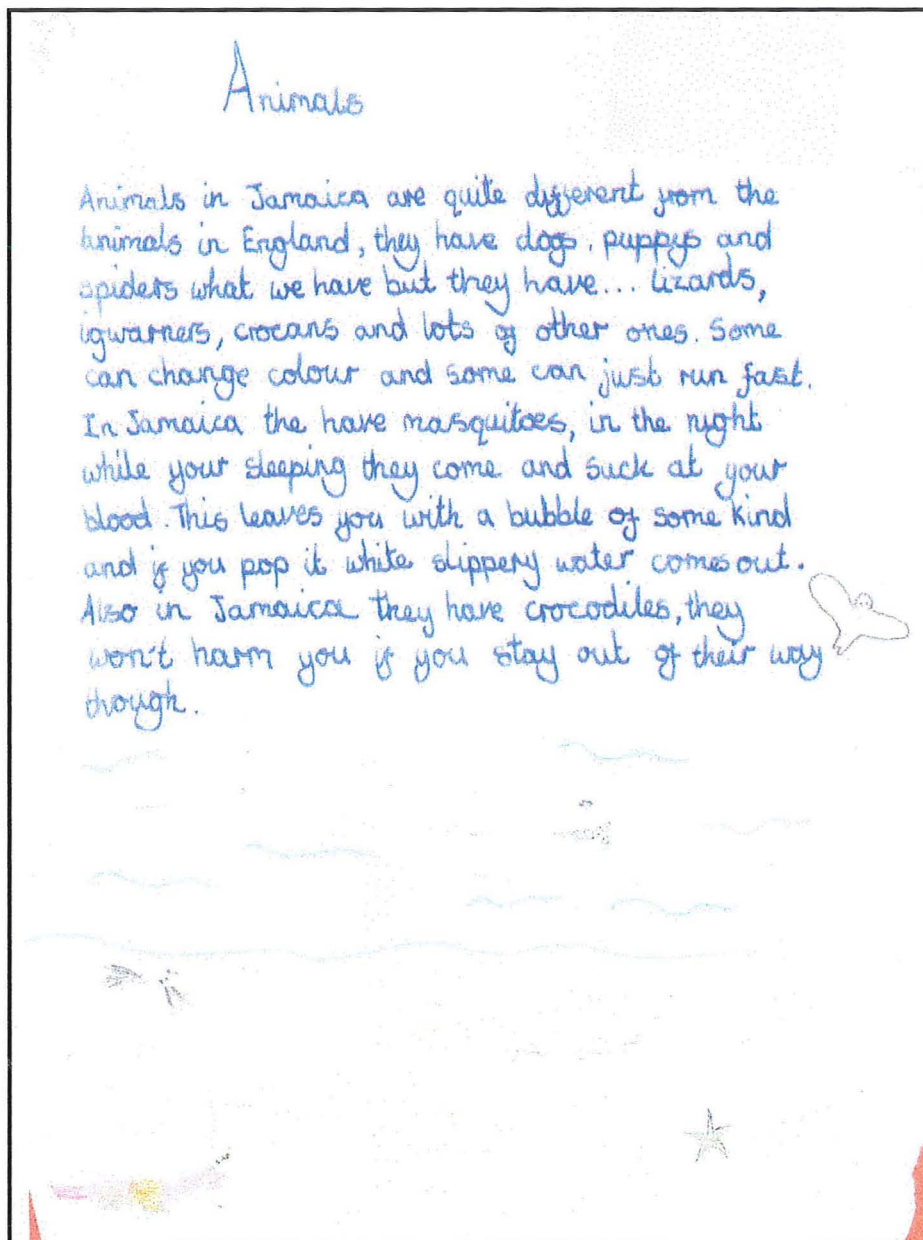 Animals
Animals in Jamaica are quite different from the
animals in England, they have dogs, puppys and
spiders what we have but they have... lizards,
igwarners, crocans and lots of other ones. Some
can change colour and some can just run fast.
In Jamaica the have masquitoes, in the night
while your sleeping they come and suck at your
blood. This leaves you with a bubble of some kind
and if you pop it white slippery water comes out.
Also in Jamaica they have crocodiles, they
won't harm you if you stay out of their way
though.